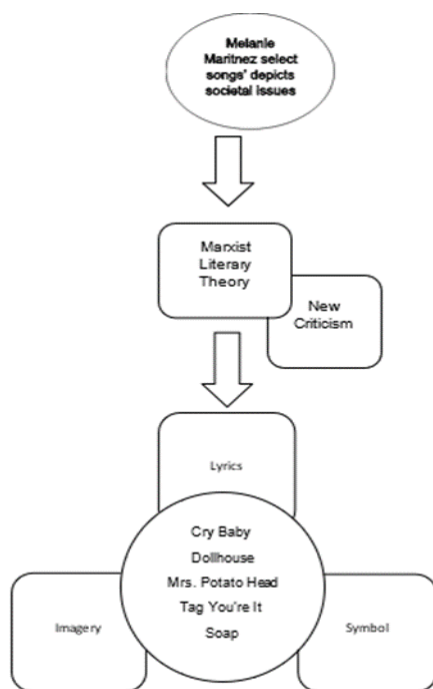 Melanie
Maritnez select
songs' depicts
societal issues
Marxist
Literary
Theory
New
Criticism
Lyrics
Cry Baby
Dollhouse
Mrs. Potato Head
Tag You're It
Soap
Imagery
Symbol